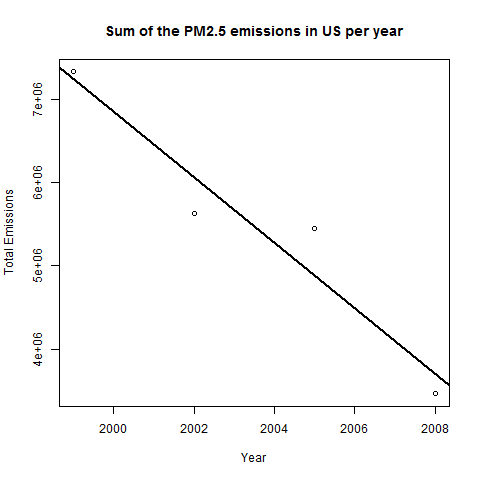 Sum of the PM2.5 emissions in US per year
Total Emissions
7e+06
6e+06
5e+06
4e+06
2000 2002 2004 2006 2008
Year